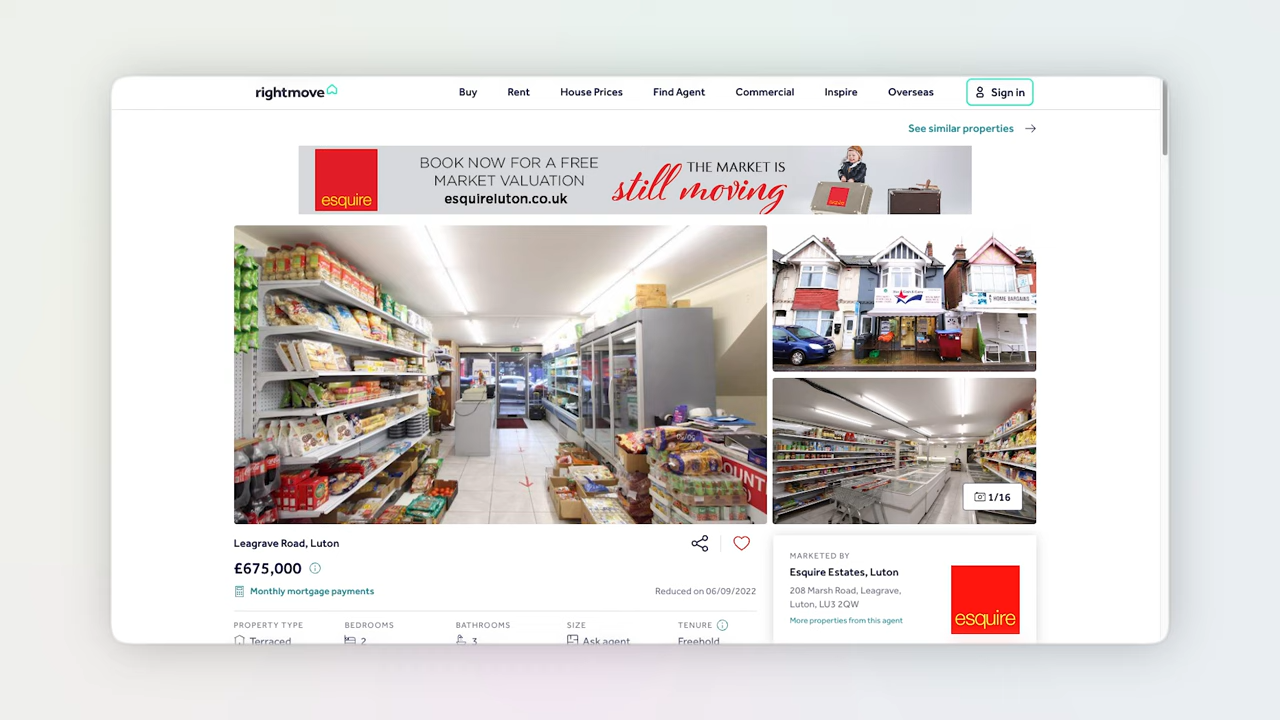 rightmove
Buy
Rent
House Prices
Find Agent
Commercial
Inspire
Overseas
Sign in
See similar properties
esquire
BOOK NOW FOR A FREE
MARKET VALUATION
esquireluton.co.uk
THE MARKET IS
still moving
HOME BARGAINS
1/16
Leagrave Road, Luton
£675,000
Monthly mortgage payments
Reduced on 06/09/2022
PROPERTY TYPE
BEDROOMS
BATHROOMS
SIZE
TENURE
Terraced
2
3
Ask agent
Freehold
MARKETED BY
Esquire Estates, Luton
208 Marsh Road, Leagrave,
Luton, LU3 2QW
More properties from this agent
esquire